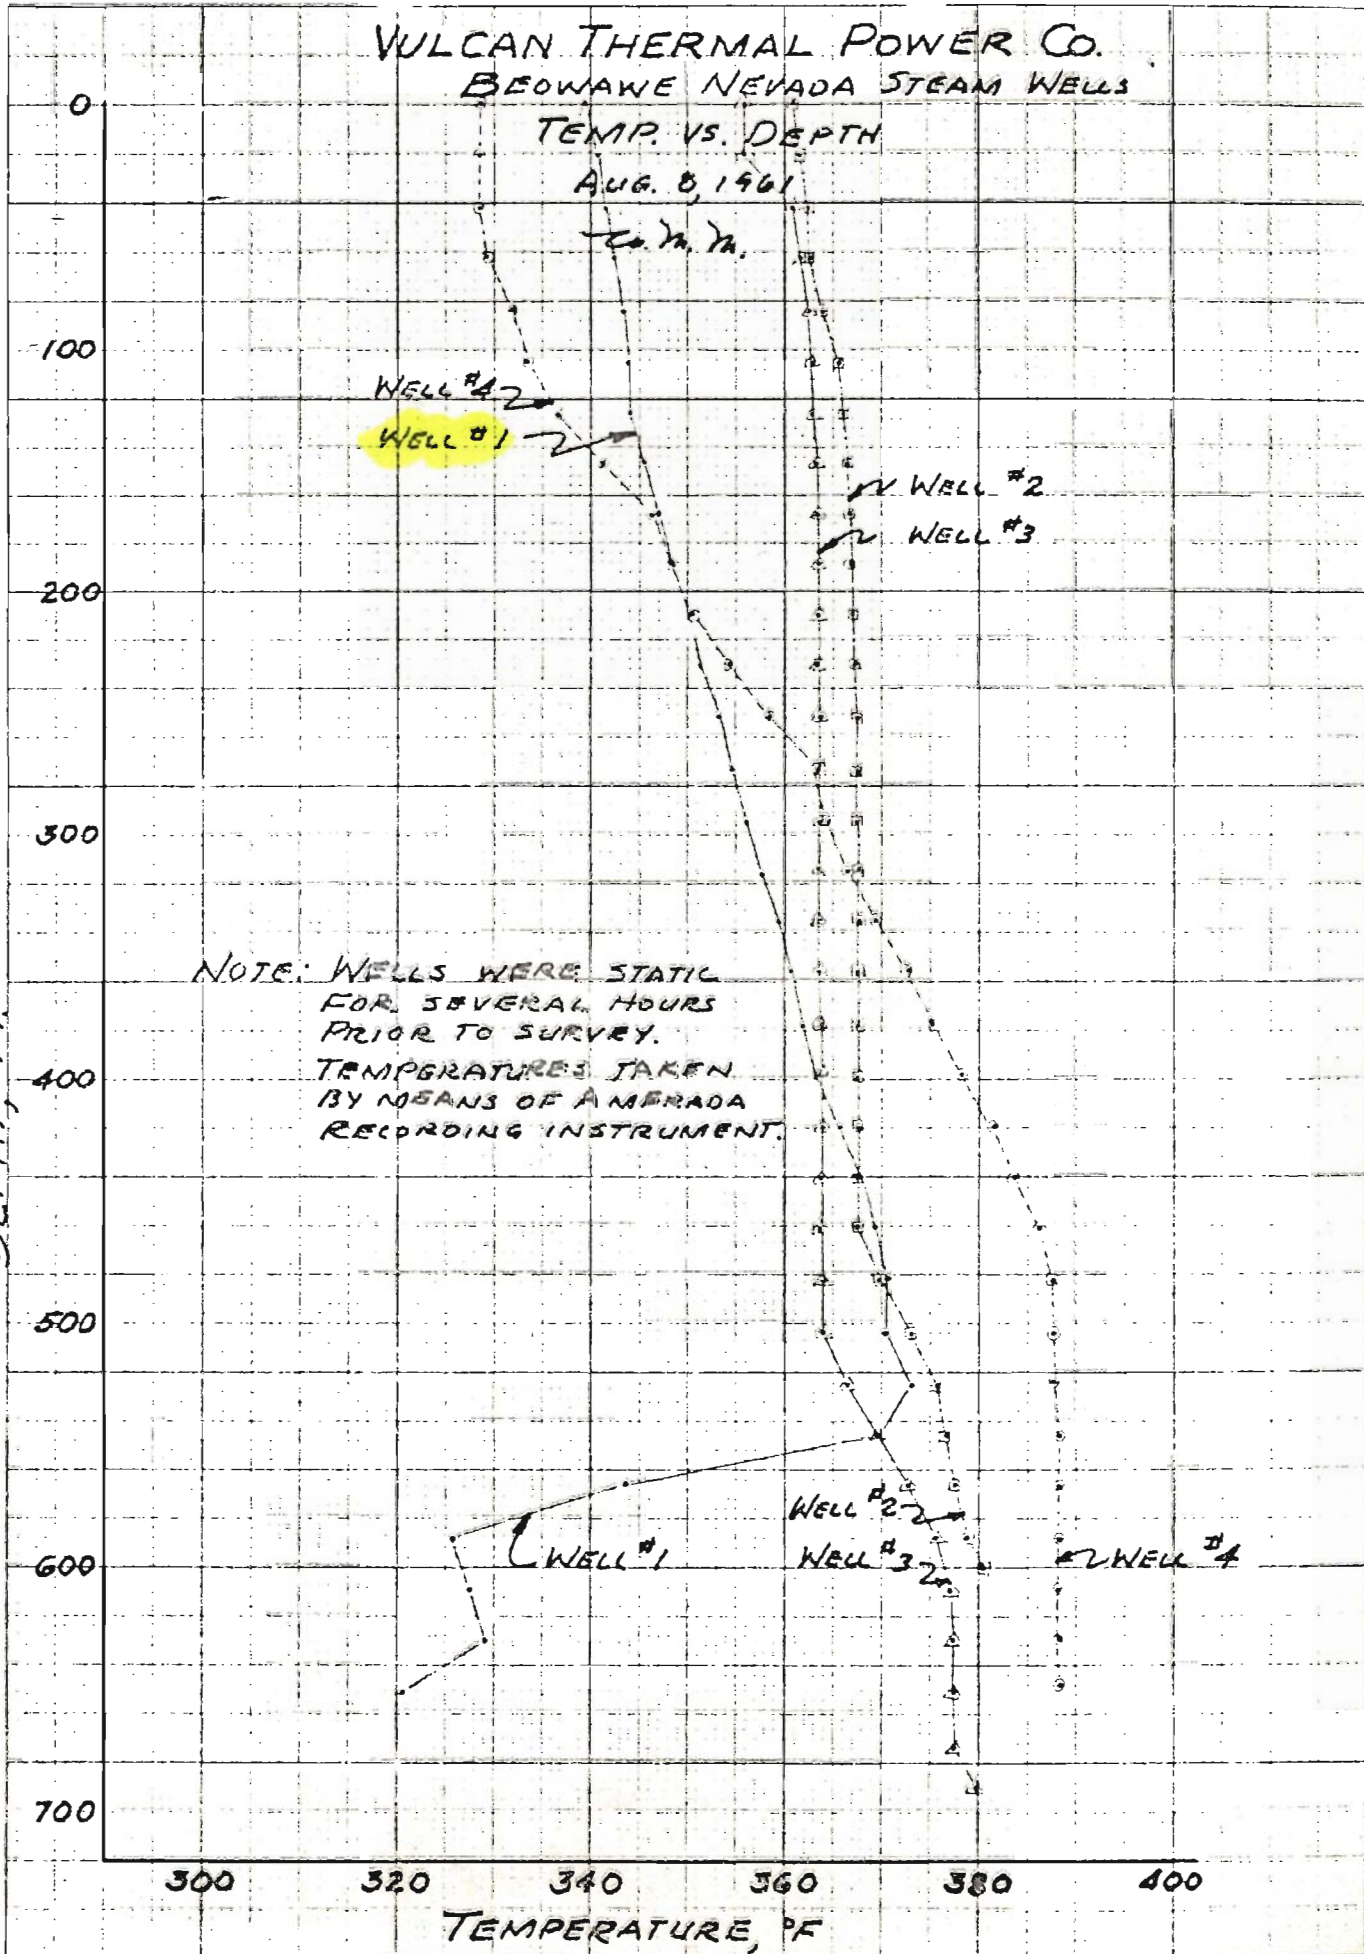 VULCAN THERMAL POWER CO.
BEOWAWE NEVADA STEAM WELLS
TEMP. VS. DEPTH
AUG. 8, 1961
0
100
200
300
400
500
600
700
WELL #4
WELL #1
WELL #2
WELL #3
NOTE: WELLS WERE STATIC
FOR SEVERAL HOURS
PRIOR TO SURVEY.
TEMPERATURES TAKEN
BY MEANS OF AMERADA
RECORDING INSTRUMENT.
WELL #2
WELL #1
WELL #3
WELL #4
300 320 340 360 380 400
TEMPERATURE, °F